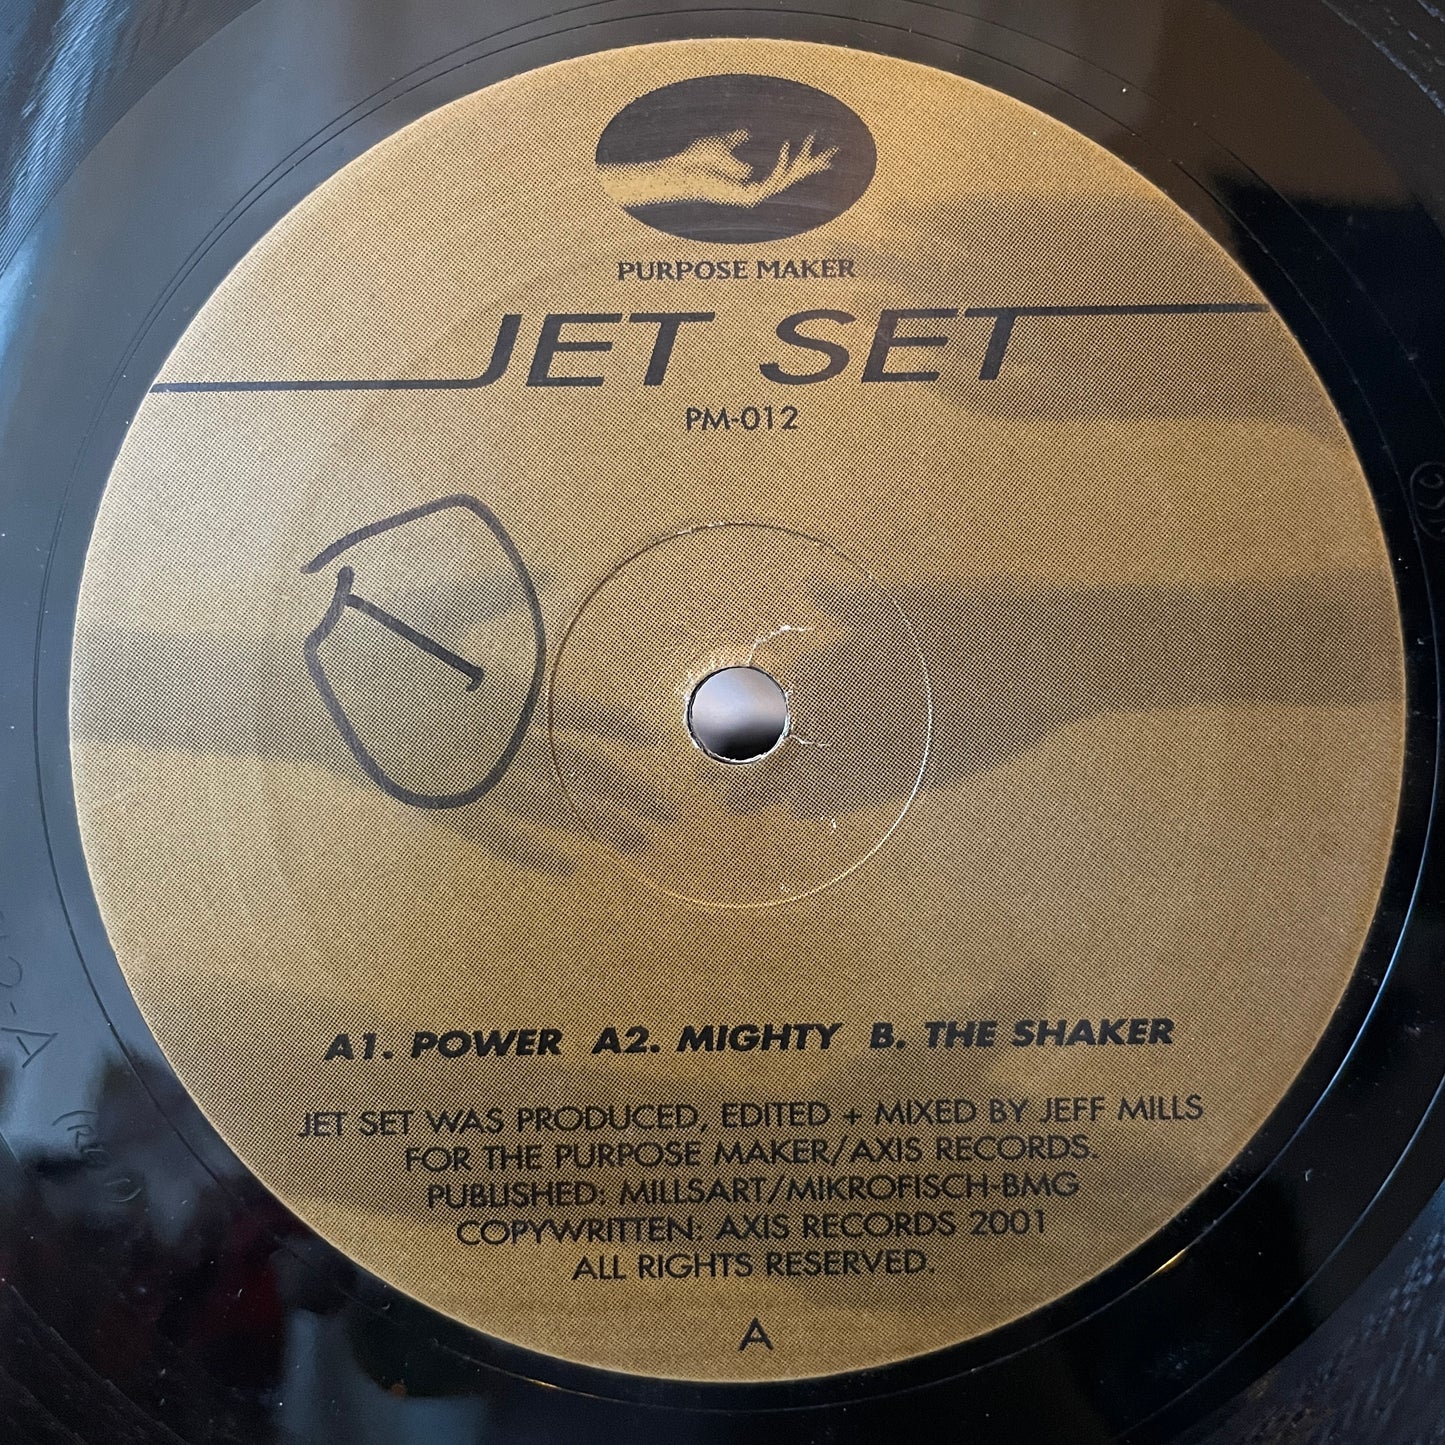 PURPOSE MAKER
JET SET
PM-012
A1. POWER A2. MIGHTY B. THE SHAKER
JET SET WAS PRODUCED, EDITED + MIXED BY JEFF MILLS
FOR THE PURPOSE MAKER/AXIS RECORDS.
PUBLISHED: MILLSART/MIKROFISCH-BMG
COPYWRITTEN: AXIS RECORDS 2001
ALL RIGHTS RESERVED.
A